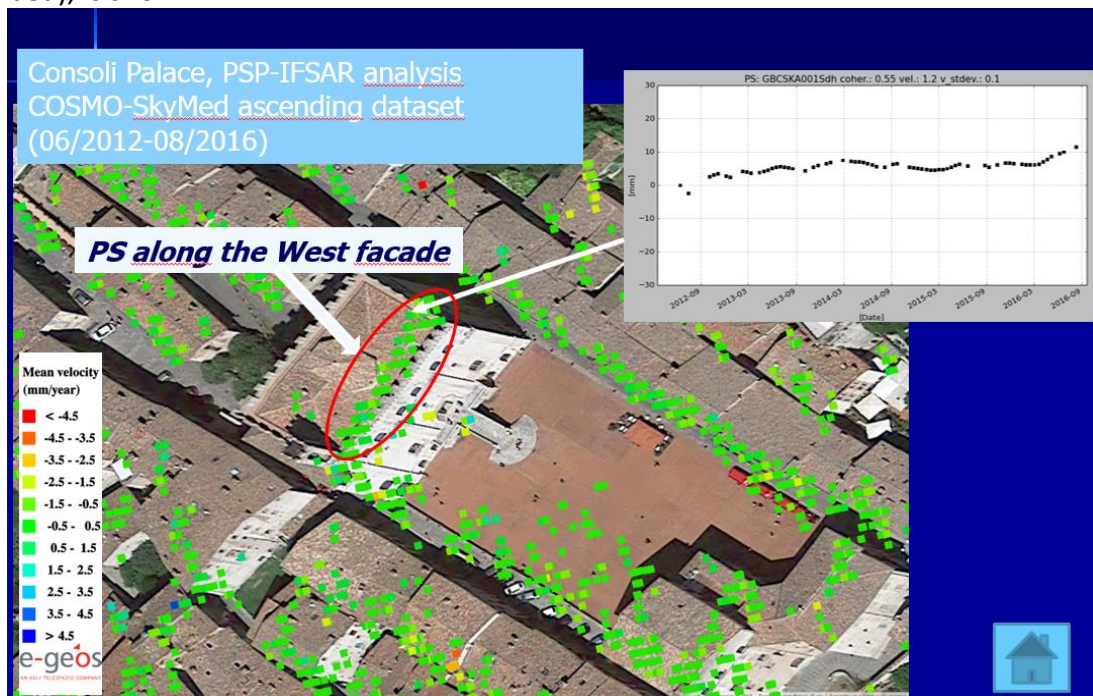 Consoli Palace, PSP-IFSAR analysis
COSMO-SkyMed ascending dataset
(06/2012-08/2016)
PS: GBCSKA001Sdh coher.: 0.55 vel.: 1.2 v_stdev.: 0.1
30
20
10
0
−10
−20
−30
[mm]
2012-09
2013-03
2013-09
2014-03
2014-09
2015-03
2015-09
2016-03
2016-09
[Date]
PS along the West facade
Mean velocity
(mm/year)
< -4.5
-4.5 - -3.5
-3.5 - -2.5
-2.5 - -1.5
-1.5 - -0.5
-0.5 - 0.5
0.5 - 1.5
1.5 - 2.5
2.5 - 3.5
3.5 - 4.5
> 4.5
e-geos
AN ASI / TELESPAZIO COMPANY